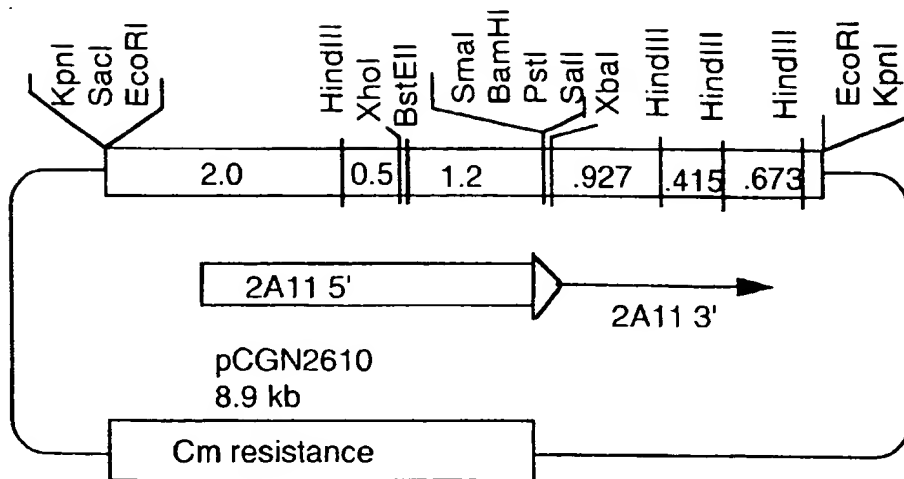 KpnI
SacI
EcoRI
HindIII
XhoI
BstEII
SmaI
BamHI
PstI
SalI
XbaI
HindIII
HindIII
HindIII
EcoRI
KpnI
2.0
0.5
1.2
.927
.415
.673
2A11 5'
2A11 3'
pCGN2610
8.9 kb
Cm resistance